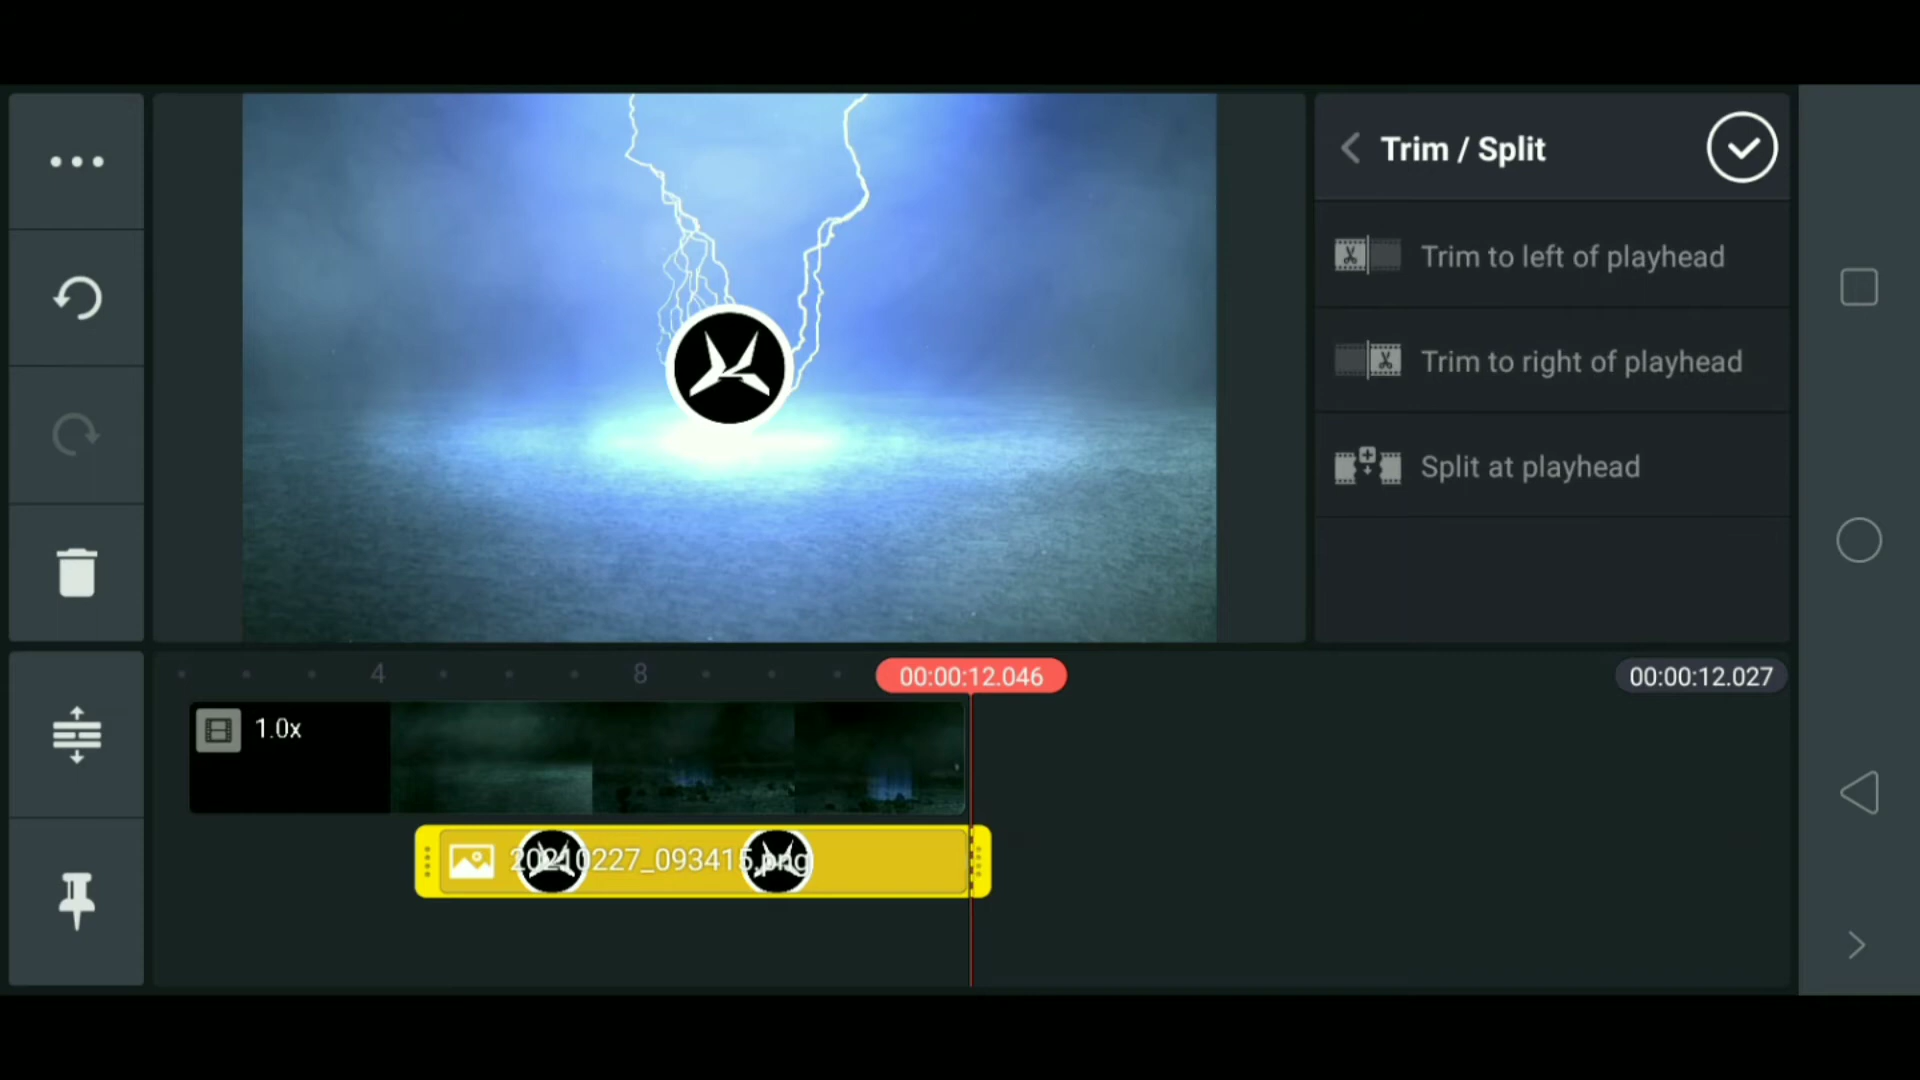 Trim / Split
Trim to left of playhead
Trim to right of playhead
Split at playhead
4
8
00:00:12.046
00:00:12.027
1.0x
20210227_093415.png